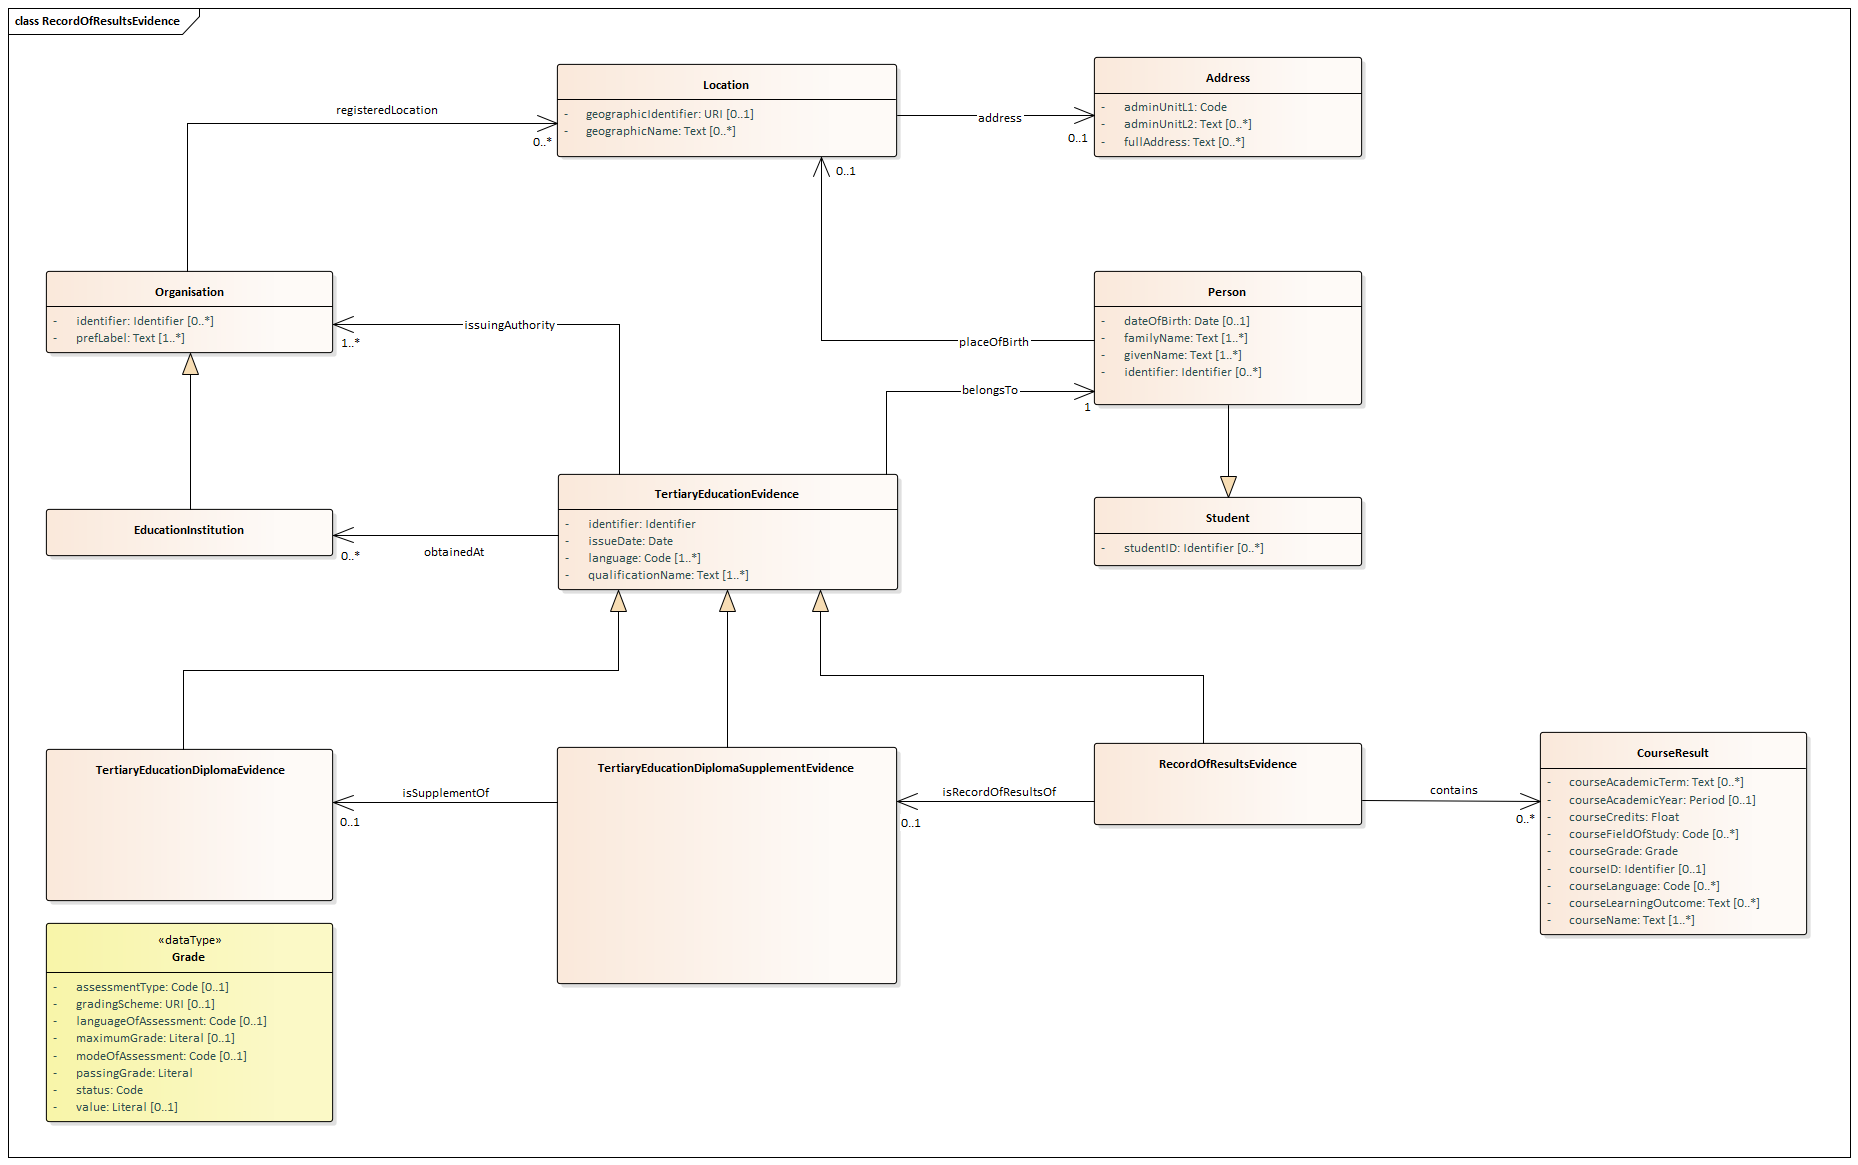 class RecordOfResultsEvidence
Location
- geographicIdentifier: URI [0..1]
- geographicName: Text [0..*]
Address
- adminUnitL1: Code
- adminUnitL2: Text [0..*]
- fullAddress: Text [0..*]
registeredLocation
0..*
address
0..1
0..1
Organisation
- identifier: Identifier [0..*]
- prefLabel: Text [1..*]
issuingAuthority
1..*
placeOfBirth
belongsTo
1
Person
- dateOfBirth: Date [0..1]
- familyName: Text [1..*]
- givenName: Text [1..*]
- identifier: Identifier [0..*]
EducationInstitution
obtainedAt
0..*
TertiaryEducationEvidence
- identifier: Identifier
- issueDate: Date
- language: Code [1..*]
- qualificationName: Text [1..*]
Student
- studentID: Identifier [0..*]
TertiaryEducationDiplomaEvidence
isSupplementOf
0..1
TertiaryEducationDiplomaSupplementEvidence
isRecordOfResultsOf
0..1
RecordOfResultsEvidence
contains
0..*
CourseResult
- courseAcademicTerm: Text [0..*]
- courseAcademicYear: Period [0..1]
- courseCredits: Float
- courseFieldOfStudy: Code [0..*]
- courseGrade: Grade
- courseID: Identifier [0..1]
- courseLanguage: Code [0..*]
- courseLearningOutcome: Text [0..*]
- courseName: Text [1..*]
«dataType»
Grade
- assessmentType: Code [0..1]
- gradingScheme: URI [0..1]
- languageOfAssessment: Code [0..1]
- maximumGrade: Literal [0..1]
- modeOfAssessment: Code [0..1]
- passingGrade: Literal
- status: Code
- value: Literal [0..1]